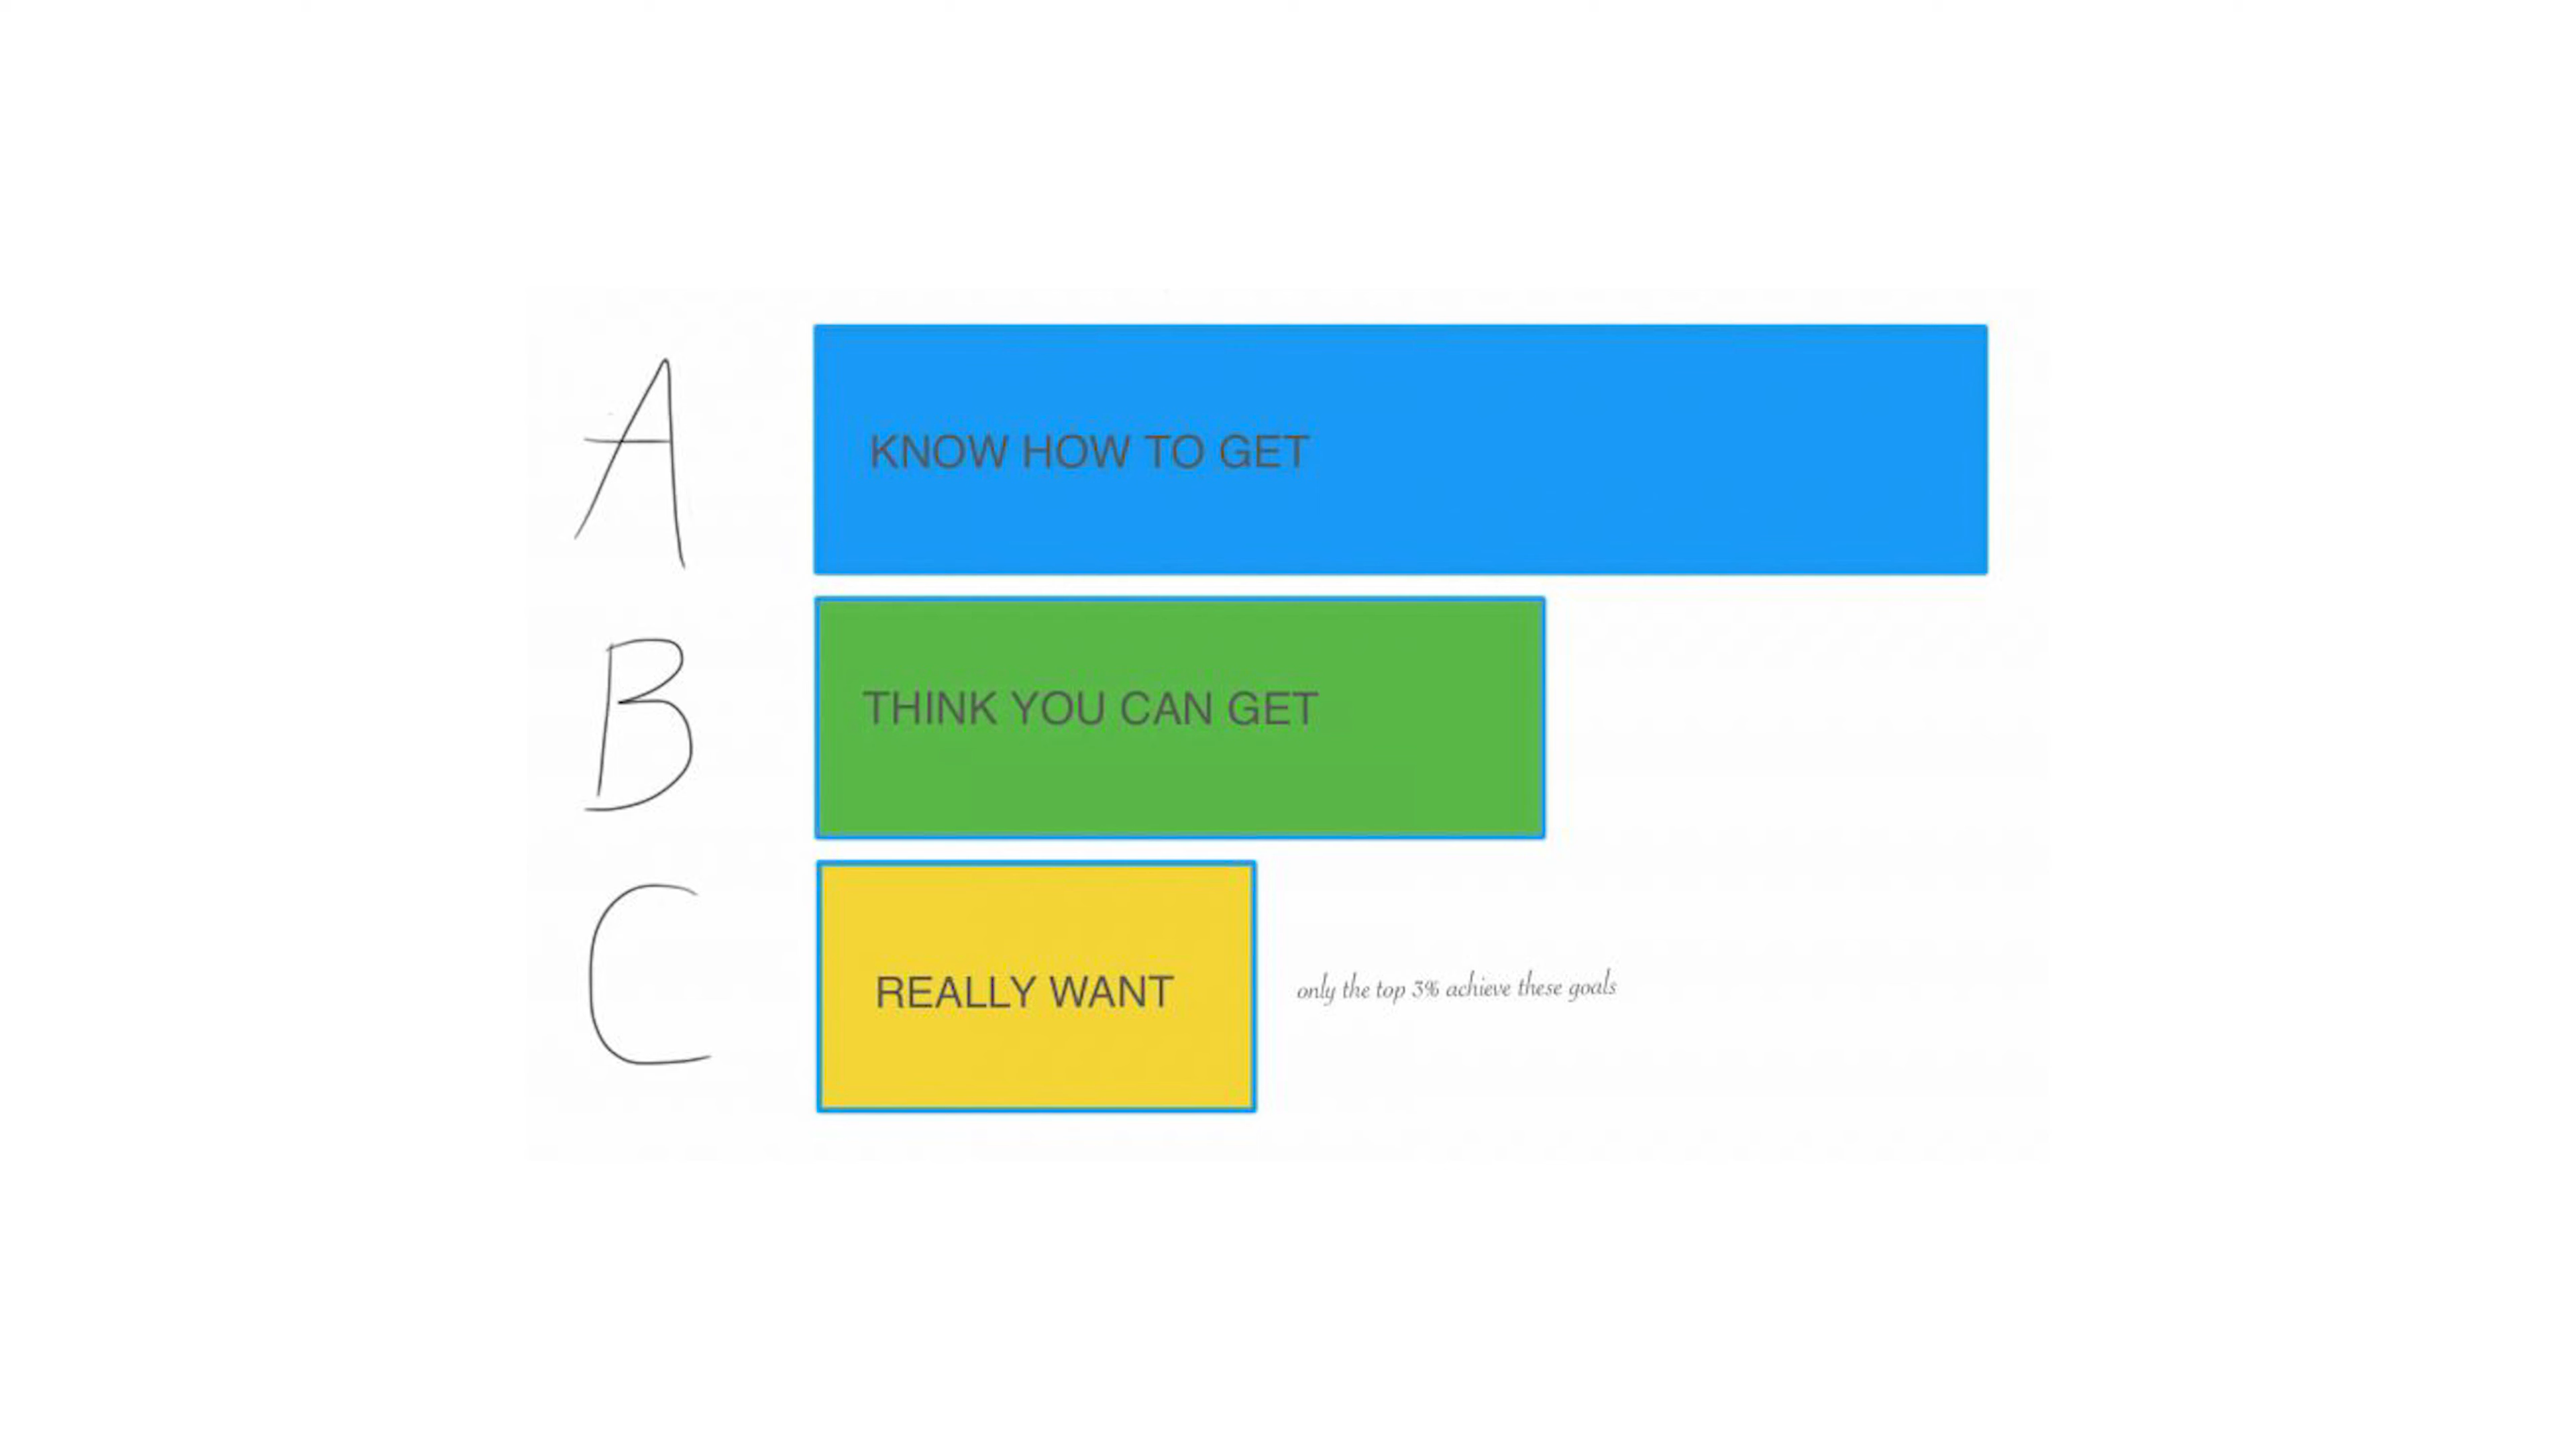 A
KNOW HOW TO GET
B
THINK YOU CAN GET
C
REALLY WANT
only the top 3% achieve these goals